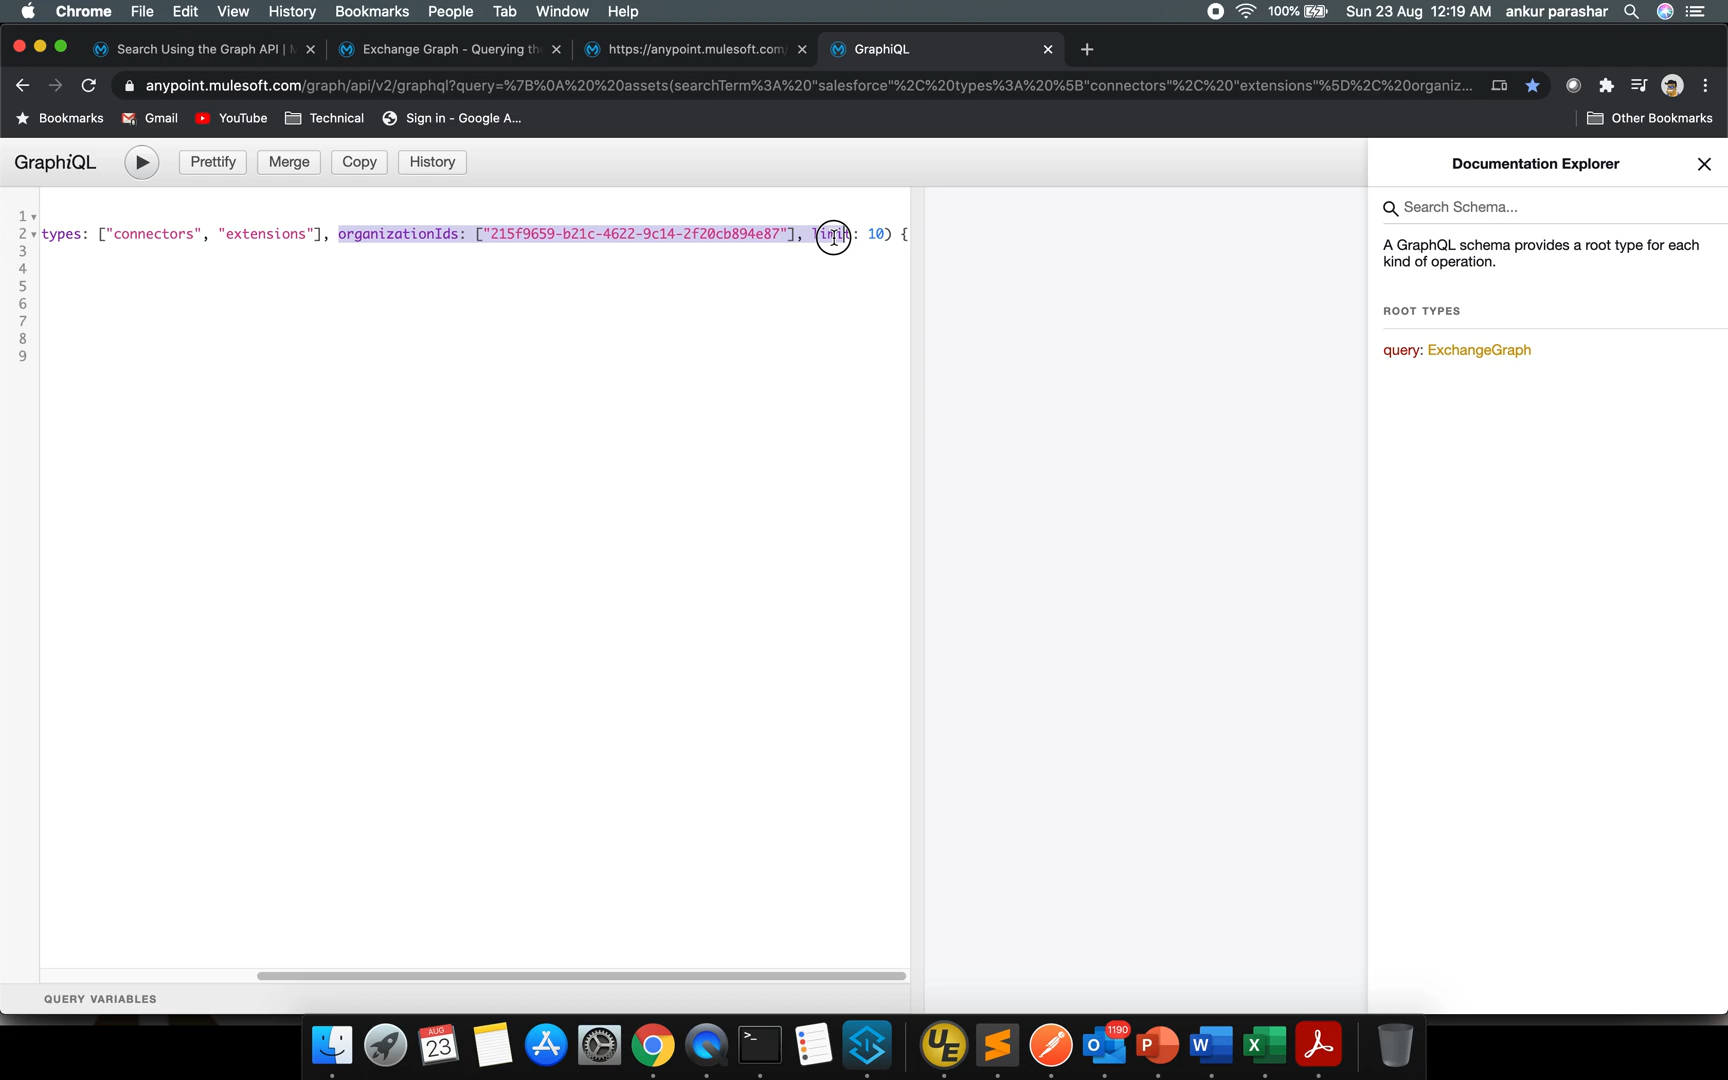 Chrome File Edit View History Bookmarks People Tab Window Help 100% Sun 23 Aug 12:19 AM ankur parashar
Search Using the Graph API | Exchange Graph - Querying th https://anypoint.mulesoft.com/ GraphiQL
anypoint.mulesoft.com/graph/api/v2/graphql?query=%7B%0A%20%20assets(searchTerm%3A%20"salesforce"%2C%20types%3A%20%5B"connectors"%2C%20"extensions"%5D%2C%20organiz...
Bookmarks Gmail YouTube Technical Sign in - Google A... Other Bookmarks
GraphiQL Prettify Merge Copy History
Documentation Explorer
Search Schema...
A GraphQL schema provides a root type for each
kind of operation.
ROOT TYPES
query: ExchangeGraph
1
2 types: ["connectors", "extensions"], organizationIds: ["215f9659-b21c-4622-9c14-2f20cb894e87"], limit: 10) {
3
4
5
6
7
8
9
QUERY VARIABLES
AUG
23
>_
UE
1190
P
W
X